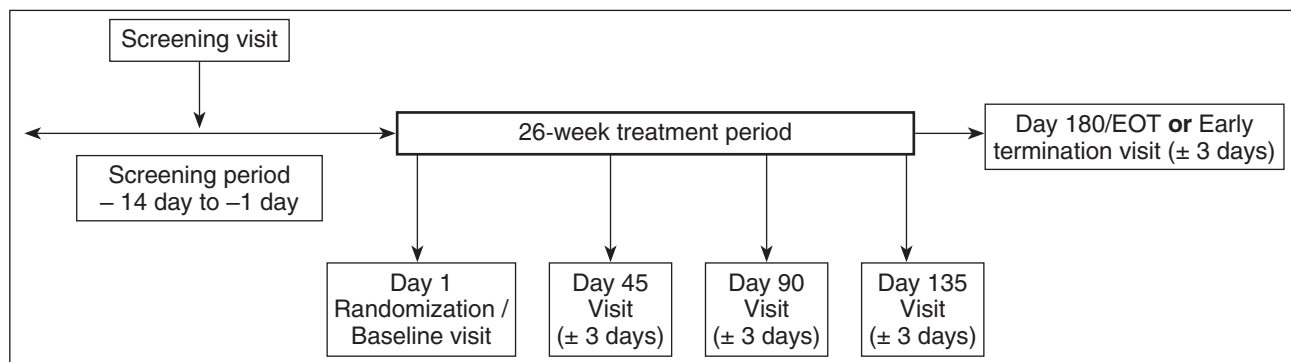 Screening visit
26-week treatment period
Day 180/EOT or Early
termination visit (± 3 days)
Screening period
– 14 day to –1 day
Day 1
Randomization /
Baseline visit
Day 45
Visit
(± 3 days)
Day 90
Visit
(± 3 days)
Day 135
Visit
(± 3 days)